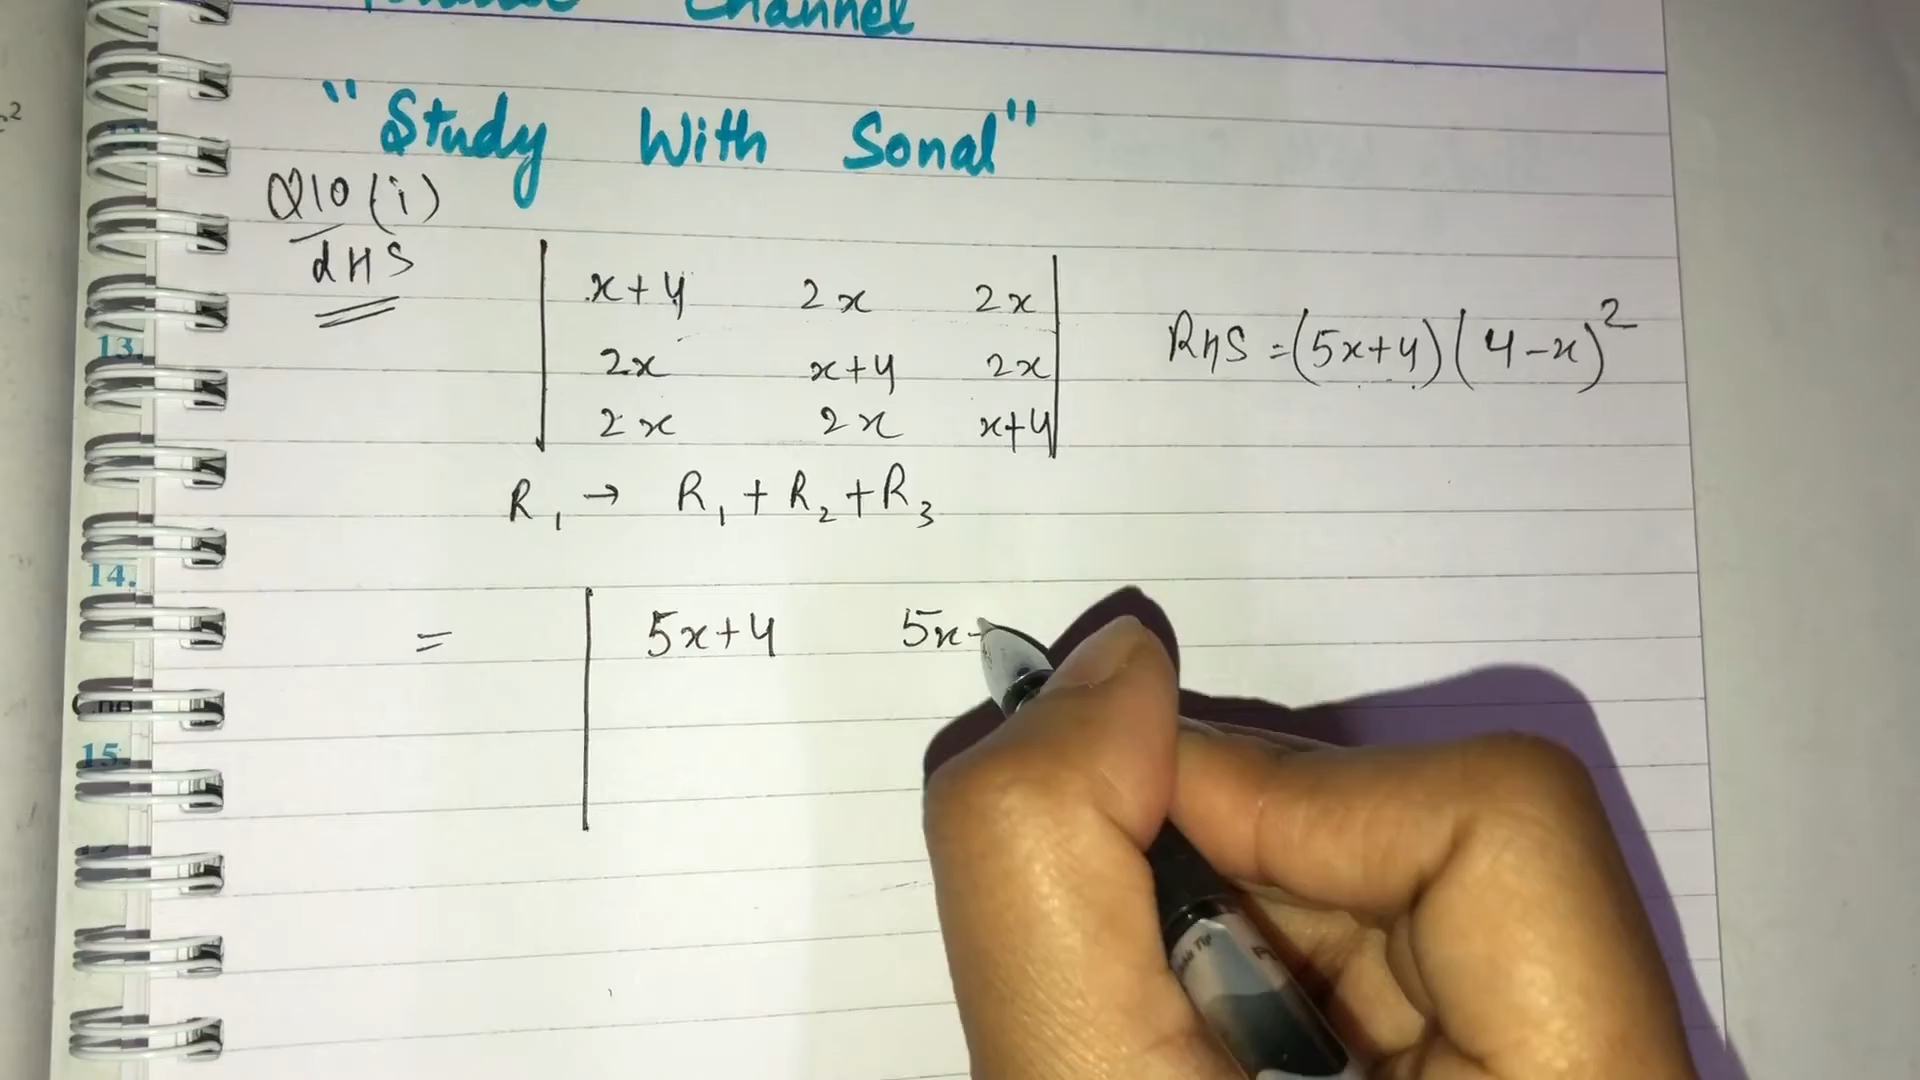 Channel
"Study With Sonal"
Q10 (i)
LHS
x+4 2x 2x
2x x+4 2x
2x 2x x+4
RHS = (5x+4)(4-x)²
R₁ → R₁ + R₂ + R₃
= 5x+4 5x+
13.
14.
15.